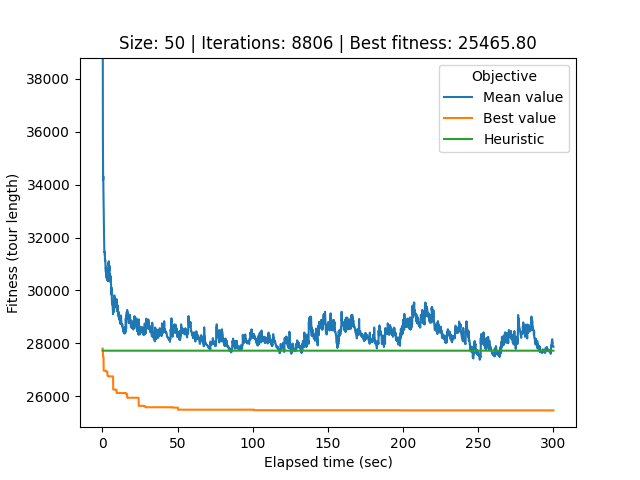 Size: 50 | Iterations: 8806 | Best fitness: 25465.80
Objective
Mean value
Best value
Heuristic
Fitness (tour length)
38000
36000
34000
32000
30000
28000
26000
0 50 100 150 200 250 300
Elapsed time (sec)